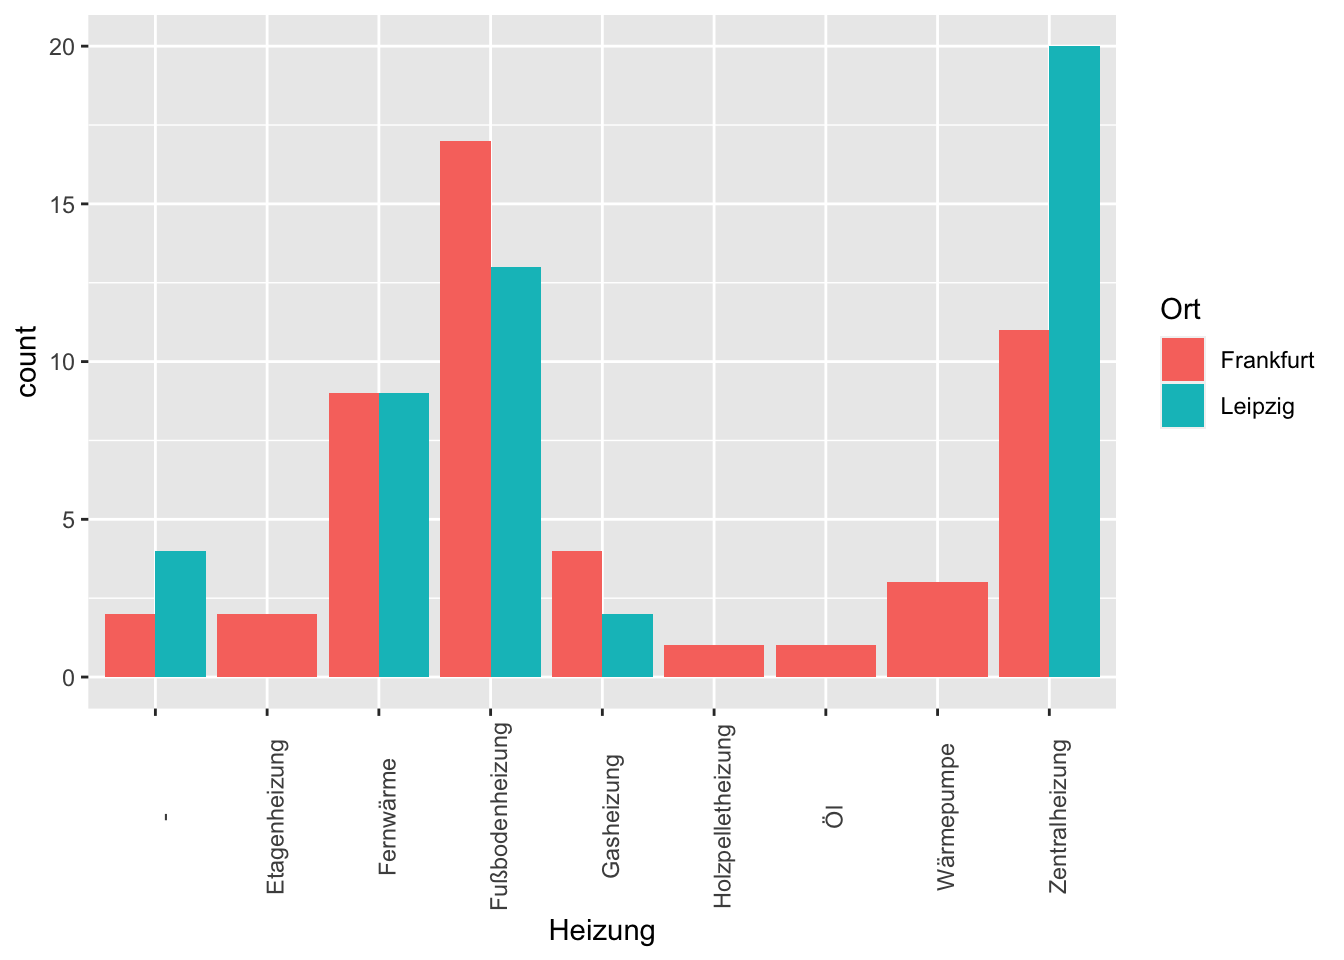 20
15
10
5
0
count
-
Etagenheizung
Fernwärme
Fußbodenheizung
Gasheizung
Holzpelletheizung
Öl
Wärmepumpe
Zentralheizung
Heizung
Ort
Frankfurt
Leipzig